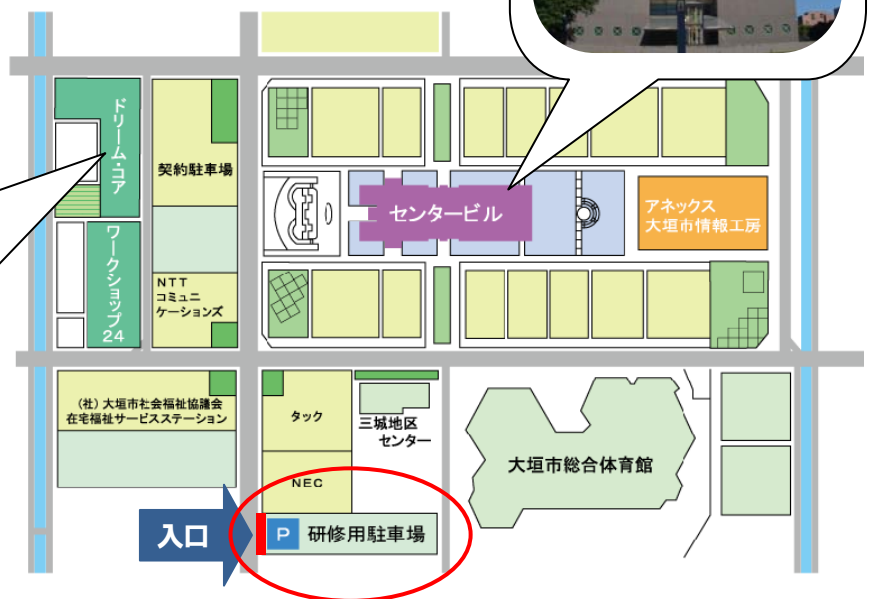 ドリーム・コア
契約駐車場
センタービル
アネックス
大垣市情報工房
ワークショップ
24
NTT
コミュニ
ケーションズ
(社)大垣市社会福祉協議会
在宅福祉サービスステーション
タック
三城地区
センター
大垣市総合体育館
NEC
入口
P 研修用駐車場